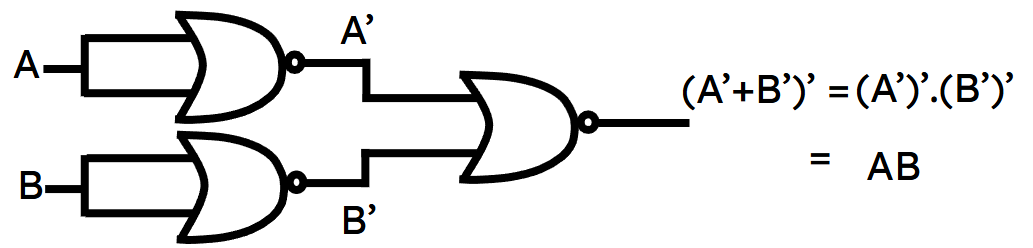 A
A’
B
B’
(A’+B’)’ = (A’)’.(B’)’
= AB